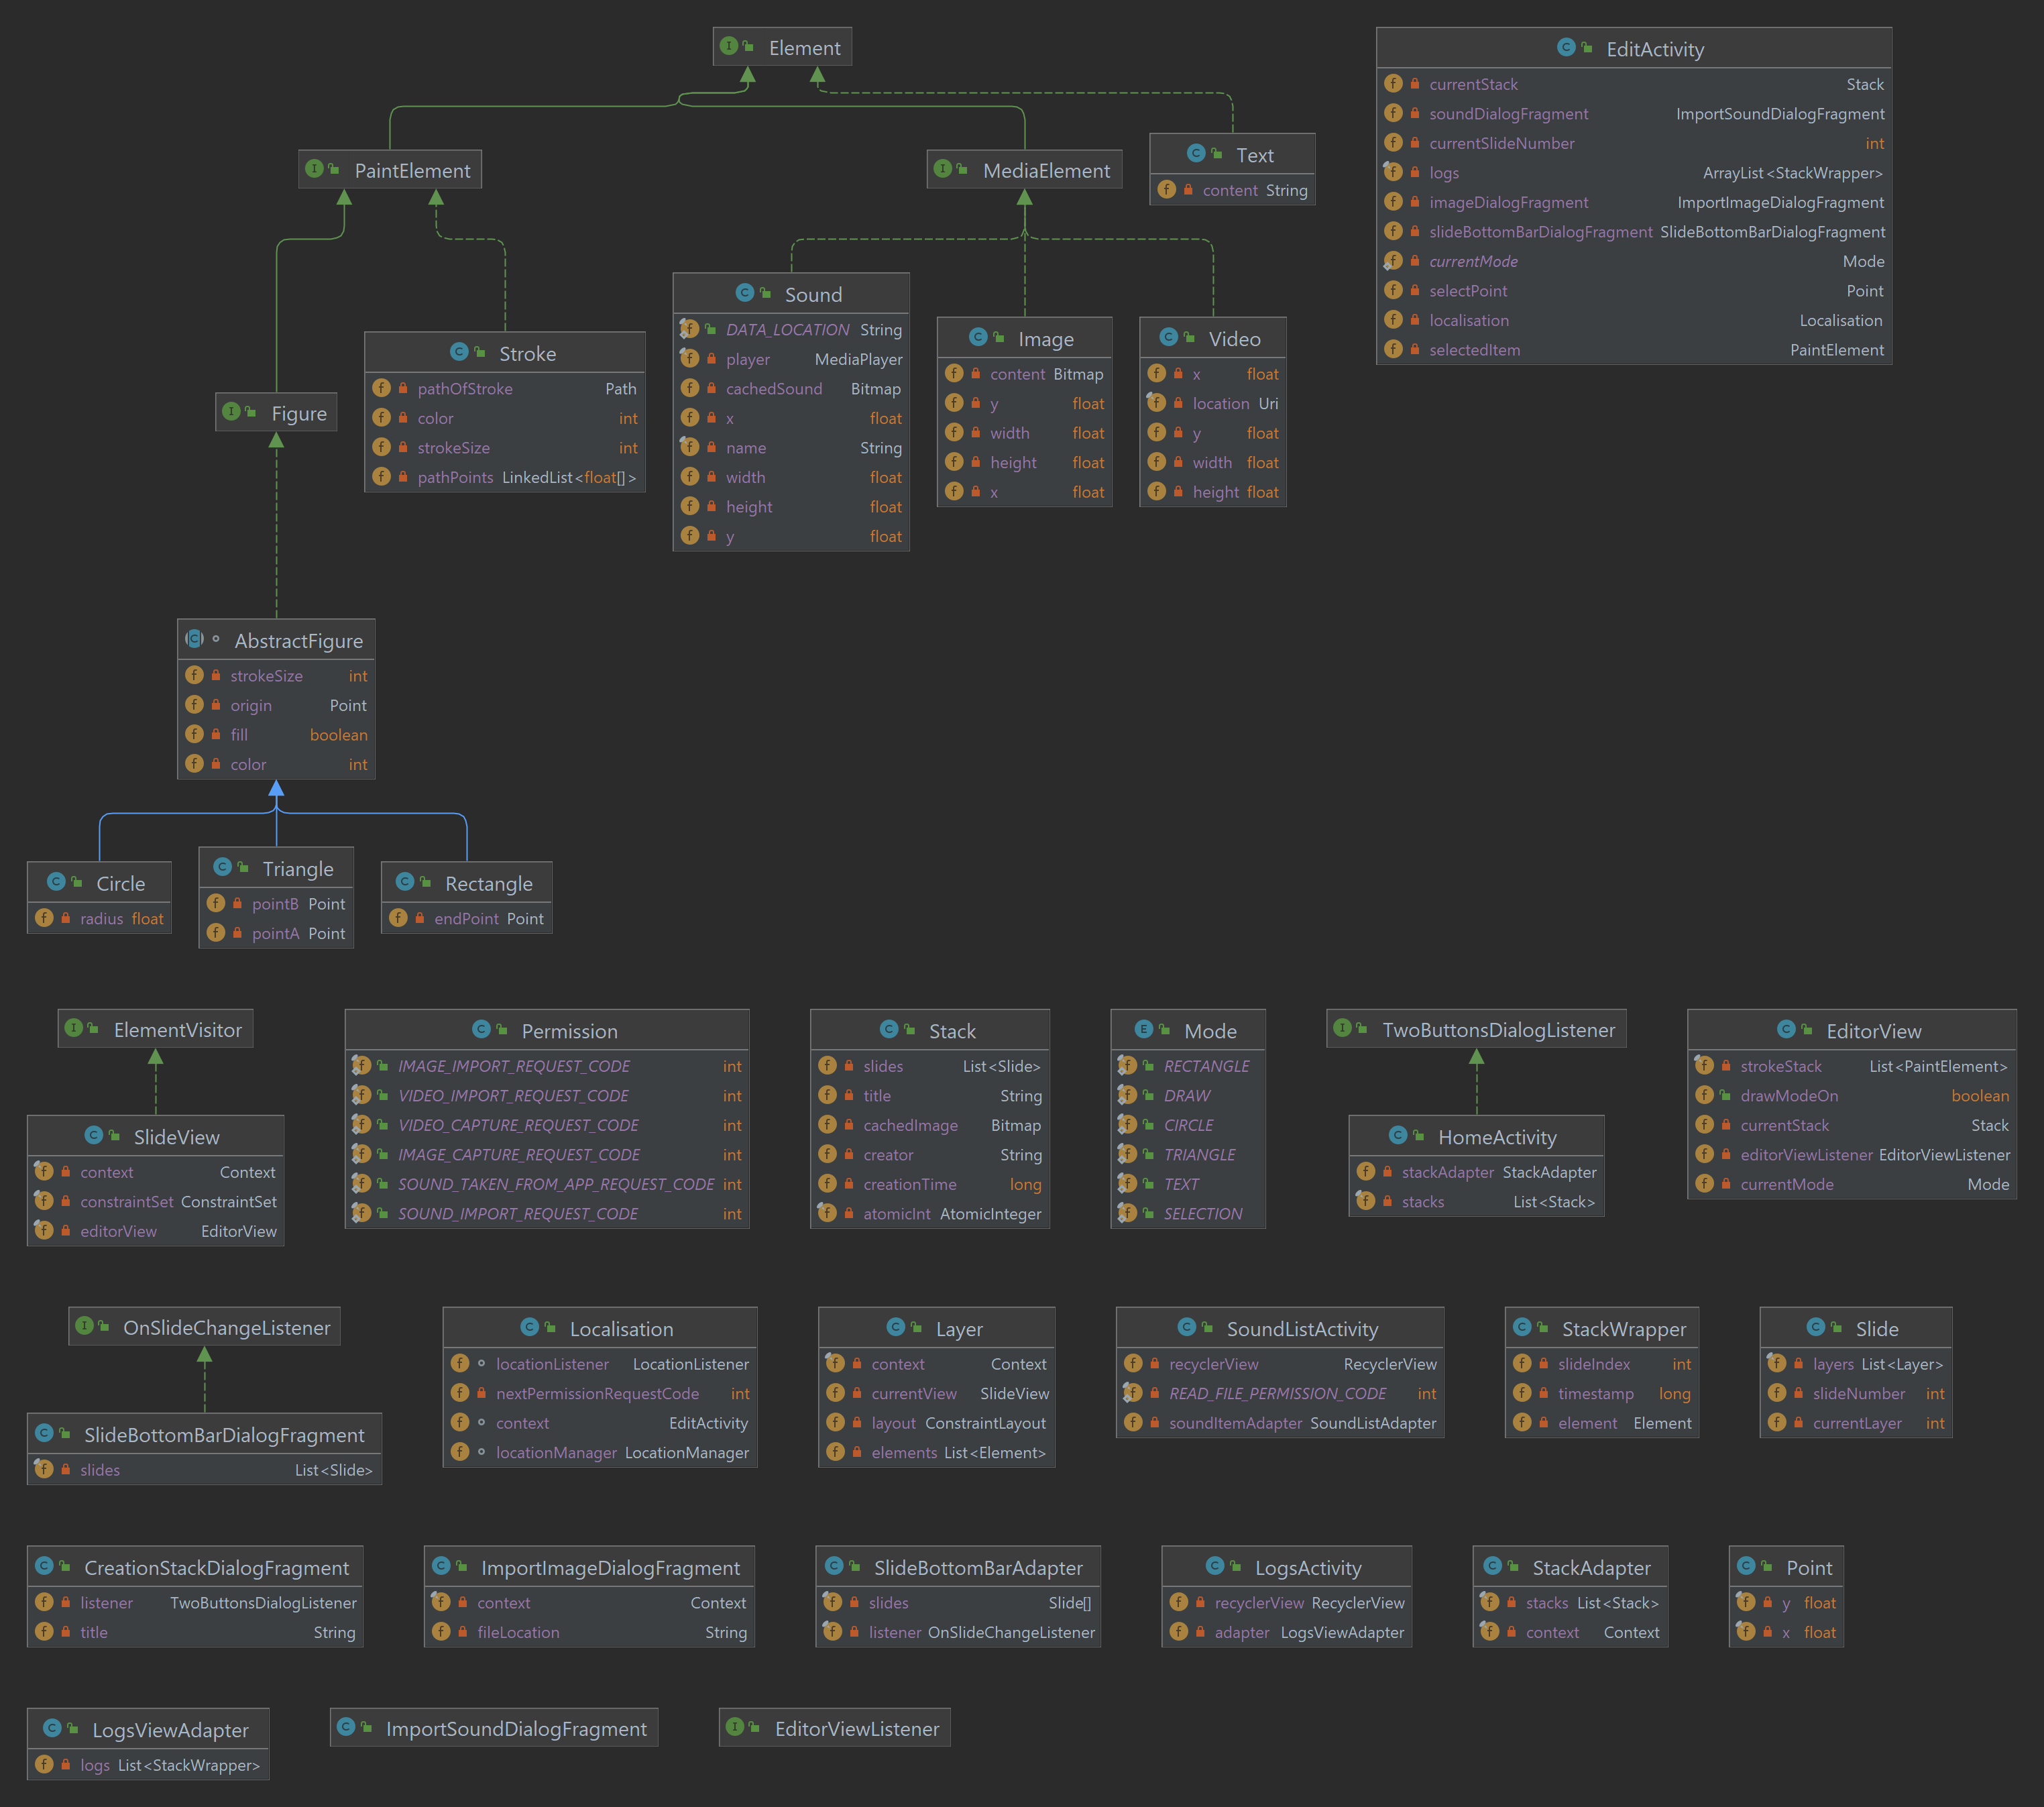 Element
EditActivity
currentStack Stack
soundDialogFragment ImportSoundDialogFragment
currentSlideNumber int
logs ArrayList<StackWrapper>
imageDialogFragment ImportImageDialogFragment
slideBottomBarDialogFragment SlideBottomBarDialogFragment
currentMode Mode
selectPoint Point
localisation Localisation
selectedItem PaintElement
PaintElement
MediaElement
Text
content String
Sound
DATA_LOCATION String
player MediaPlayer
cachedSound Bitmap
x float
name String
width float
height float
y float
Image
content Bitmap
y float
width float
height float
x float
Video
x float
location Uri
y float
width float
height float
Stroke
pathOfStroke Path
color int
strokeSize int
pathPoints LinkedList<float[]>
Figure
AbstractFigure
strokeSize int
origin Point
fill boolean
color int
Circle
radius float
Triangle
pointB Point
pointA Point
Rectangle
endPoint Point
ElementVisitor
SlideView
context Context
constraintSet ConstraintSet
editorView EditorView
Permission
IMAGE_IMPORT_REQUEST_CODE int
VIDEO_IMPORT_REQUEST_CODE int
VIDEO_CAPTURE_REQUEST_CODE int
IMAGE_CAPTURE_REQUEST_CODE int
SOUND_TAKEN_FROM_APP_REQUEST_CODE int
SOUND_IMPORT_REQUEST_CODE int
Stack
slides List<Slide>
title String
cachedImage Bitmap
creator String
creationTime long
atomicInt AtomicInteger
Mode
RECTANGLE
DRAW
CIRCLE
TRIANGLE
TEXT
SELECTION
TwoButtonsDialogListener
HomeActivity
stackAdapter StackAdapter
stacks List<Stack>
EditorView
strokeStack List<PaintElement>
drawModeOn boolean
currentStack Stack
editorViewListener EditorViewListener
currentMode Mode
OnSlideChangeListener
SlideBottomBarDialogFragment
slides List<Slide>
Localisation
locationListener LocationListener
nextPermissionRequestCode int
context EditActivity
locationManager LocationManager
Layer
context Context
currentView SlideView
layout ConstraintLayout
elements List<Element>
SoundListActivity
recyclerView RecyclerView
READ_FILE_PERMISSION_CODE int
soundItemAdapter SoundListAdapter
StackWrapper
slideIndex int
timestamp long
element Element
Slide
layers List<Layer>
slideNumber int
currentLayer int
CreationStackDialogFragment
listener TwoButtonsDialogListener
title String
ImportImageDialogFragment
context Context
fileLocation String
SlideBottomBarAdapter
slides Slide[]
listener OnSlideChangeListener
LogsActivity
recyclerView RecyclerView
adapter LogsViewAdapter
StackAdapter
stacks List<Stack>
context Context
Point
y float
x float
LogsViewAdapter
logs List<StackWrapper>
ImportSoundDialogFragment
EditorViewListener